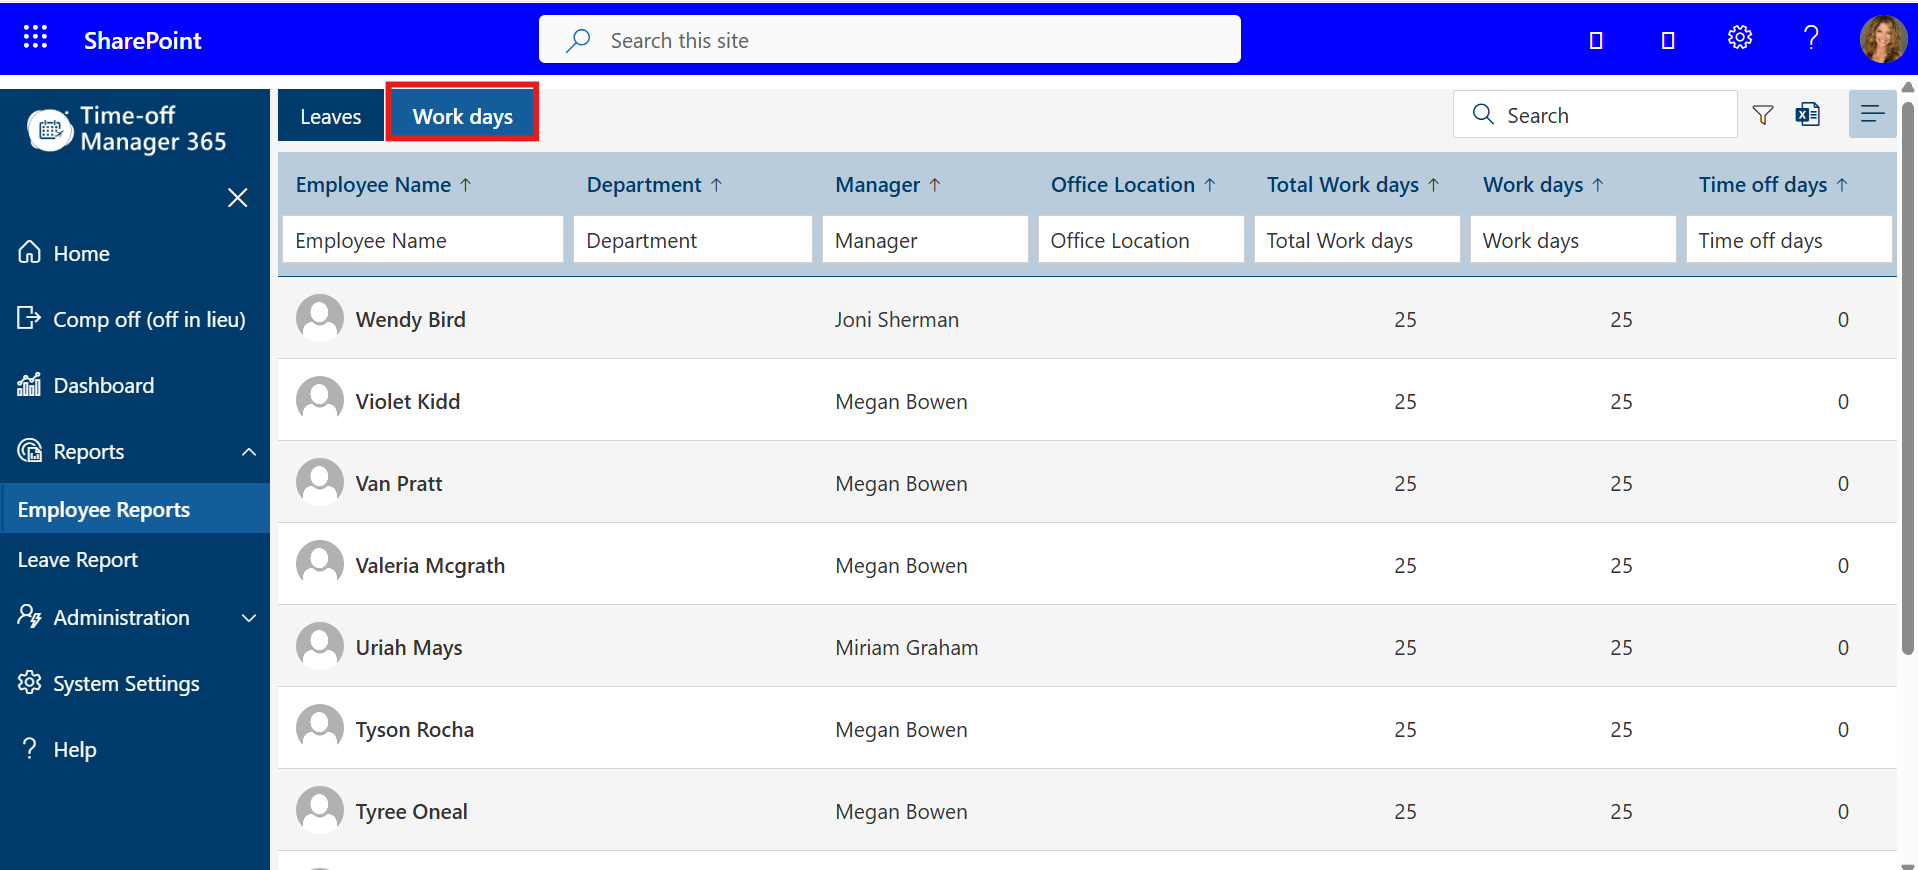 SharePoint
Search this site
?
Time-off
Manager 365
Home
Comp off (off in lieu)
Dashboard
Reports
Employee Reports
Leave Report
Administration
System Settings
? Help
Leaves Work days
Search
Employee Name ↑ Department ↑ Manager ↑ Office Location ↑ Total Work days ↑ Work days ↑ Time off days ↑
Employee Name Department Manager Office Location Total Work days Work days Time off days
Wendy Bird Joni Sherman 25 25 0
Violet Kidd Megan Bowen 25 25 0
Van Pratt Megan Bowen 25 25 0
Valeria Mcgrath Megan Bowen 25 25 0
Uriah Mays Miriam Graham 25 25 0
Tyson Rocha Megan Bowen 25 25 0
Tyree Oneal Megan Bowen 25 25 0